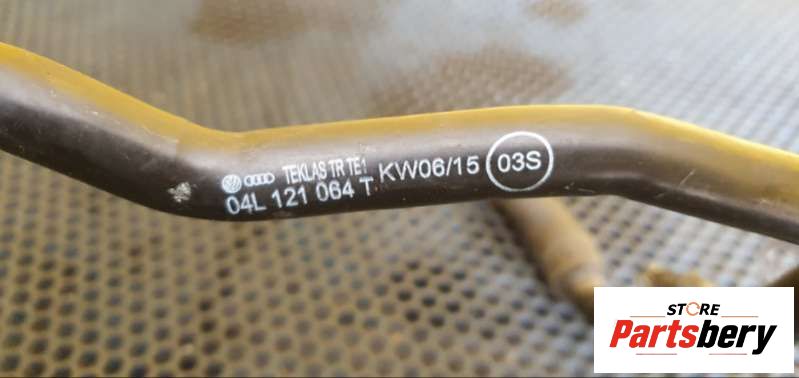 TEKLAS TR TE1 KW06/15 03S
04L 121 064 T
STORE
Partsbery